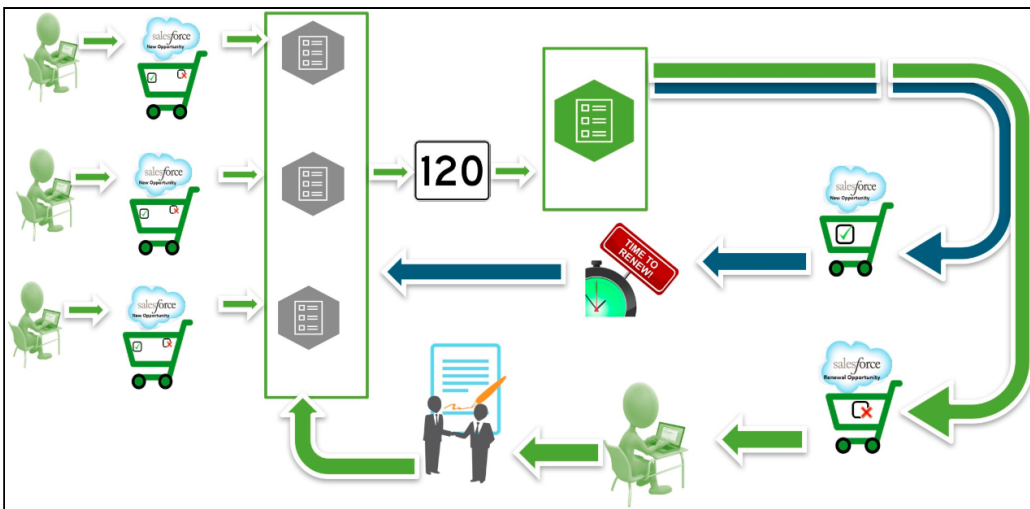 salesforce
New Opportunity
salesforce
New Opportunity
salesforce
New Opportunity
120
TIME TO
RENEW!
salesforce
New Opportunity
salesforce
Renewal Opportunity